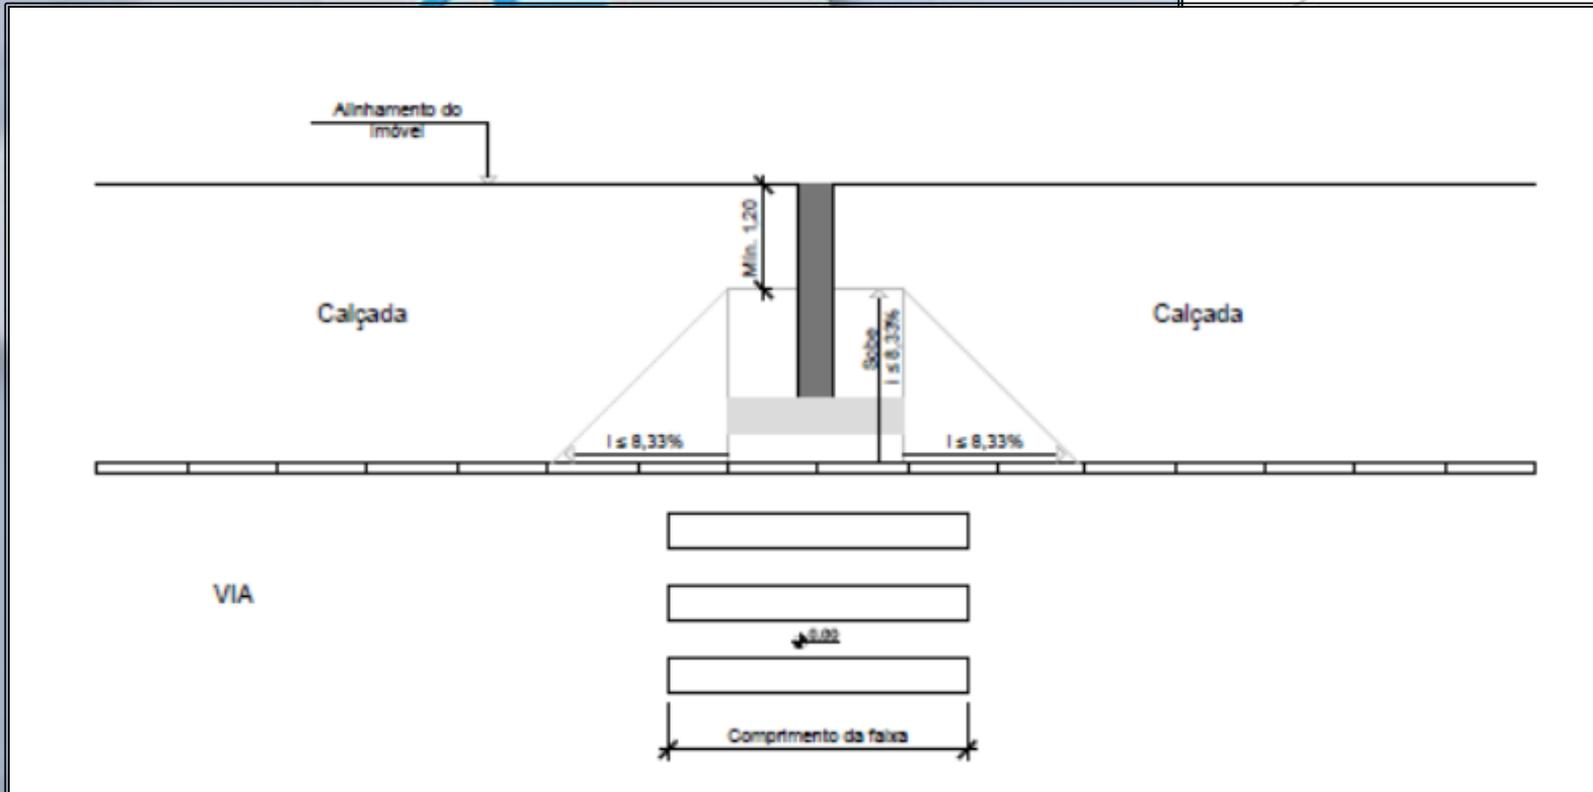 Alinhamento do
Imóvel
Mín. 1,20
Calçada
Sobe
i ≤ 8,33%
Calçada
i ≤ 8,33%
i ≤ 8,33%
VIA
0,00
Comprimento da faixa